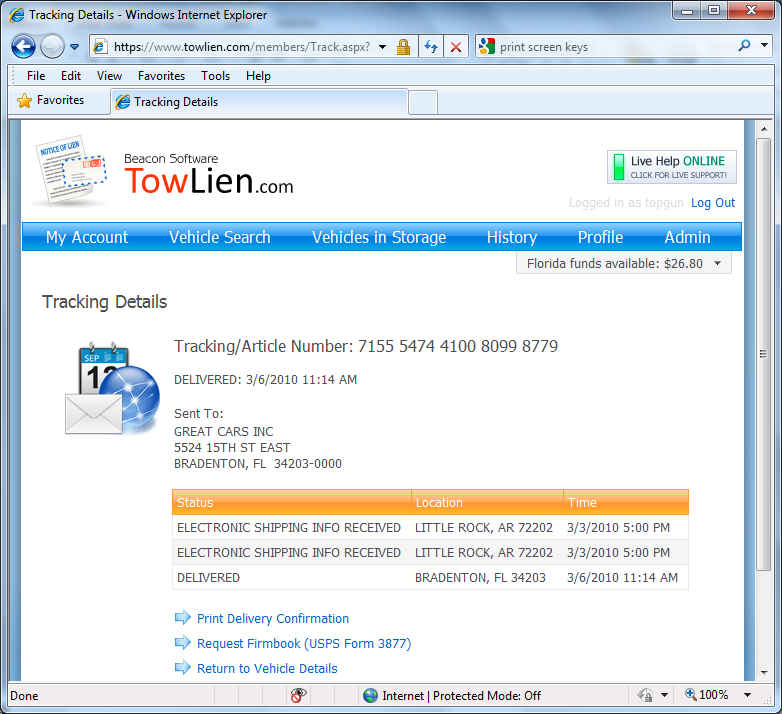 Tracking Details - Windows Internet Explorer
https://www.towlien.com/members/Track.aspx?
print screen keys
File Edit View Favorites Tools Help
Favorites
Tracking Details
NOTICE OF LIEN
Beacon Software
TowLien.com
Live Help ONLINE
CLICK FOR LIVE SUPPORT!
Logged in as topgun Log Out
My Account Vehicle Search Vehicles in Storage History Profile Admin
Florida funds available: $26.80
Tracking Details
SEP
12
Tracking/Article Number: 7155 5474 4100 8099 8779
DELIVERED: 3/6/2010 11:14 AM
Sent To:
GREAT CARS INC
5524 15TH ST EAST
BRADENTON, FL 34203-0000
Status Location Time
ELECTRONIC SHIPPING INFO RECEIVED LITTLE ROCK, AR 72202 3/3/2010 5:00 PM
ELECTRONIC SHIPPING INFO RECEIVED LITTLE ROCK, AR 72202 3/3/2010 5:00 PM
DELIVERED BRADENTON, FL 34203 3/6/2010 11:14 AM
Print Delivery Confirmation
Request Firmbook (USPS Form 3877)
Return to Vehicle Details
Done
Internet | Protected Mode: Off
100%